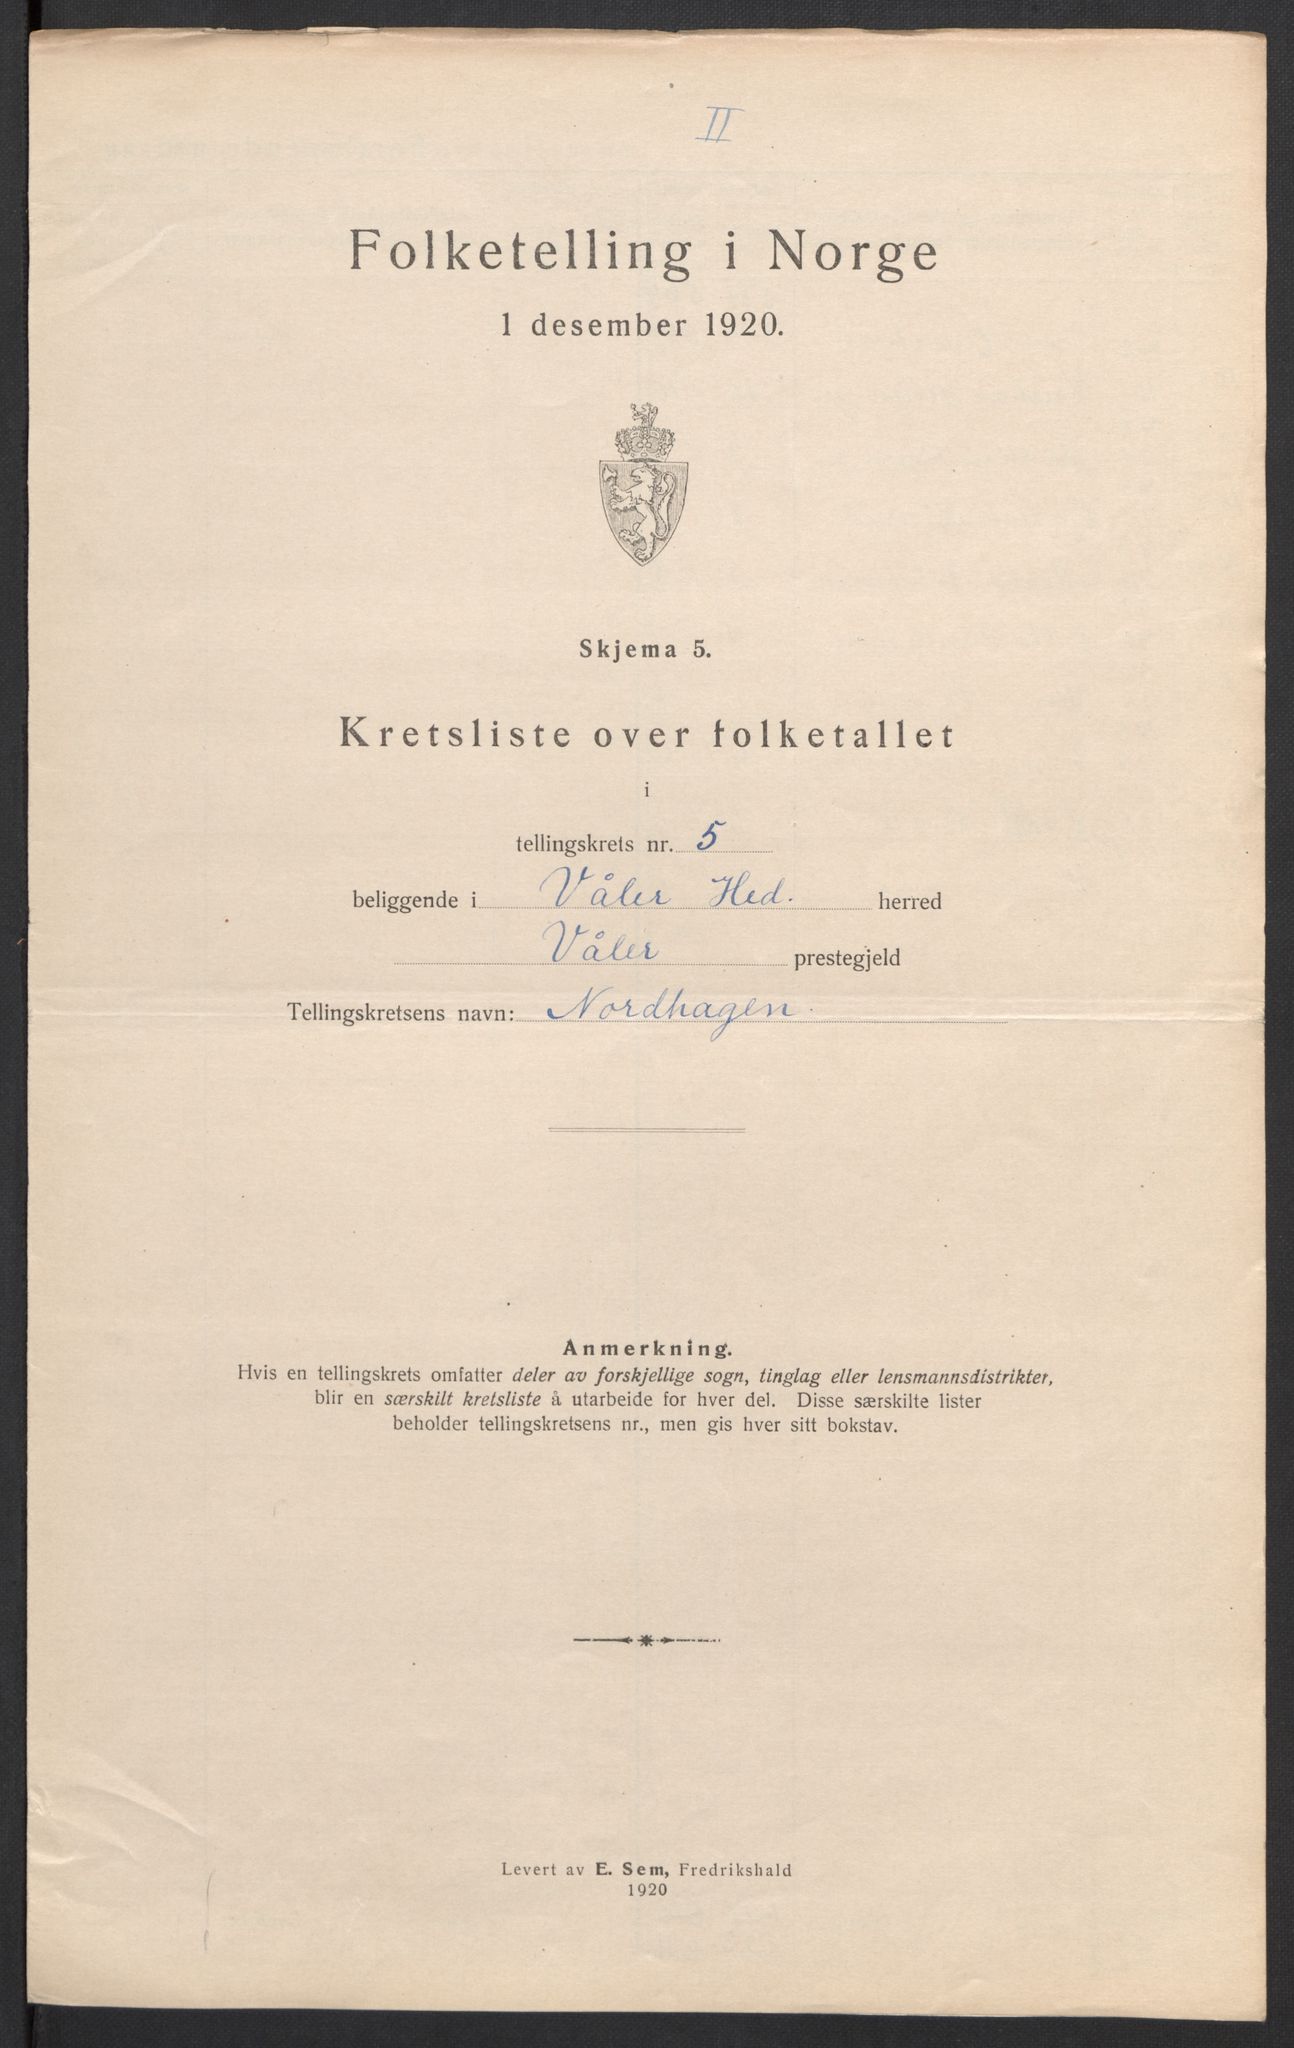 II
Folketelling i Norge
1 desember 1920.
Skjema 5.
Kretsliste over folketallet
i
tellingskrets nr. 5
beliggende i Våler Hed. herred
Våler prestegjeld
Tellingskretsens navn: Nordhagen.
Anmerkning.
Hvis en tellingskrets omfatter deler av forskjellige sogn, tinglag eller lensmannsdistrikter,
blir en særskilt kretsliste å utarbeide for hver del. Disse særskilte lister
beholder tellingskretsens nr., men gis hver sitt bokstav.
Levert av E. Sem, Fredrikshald
1920